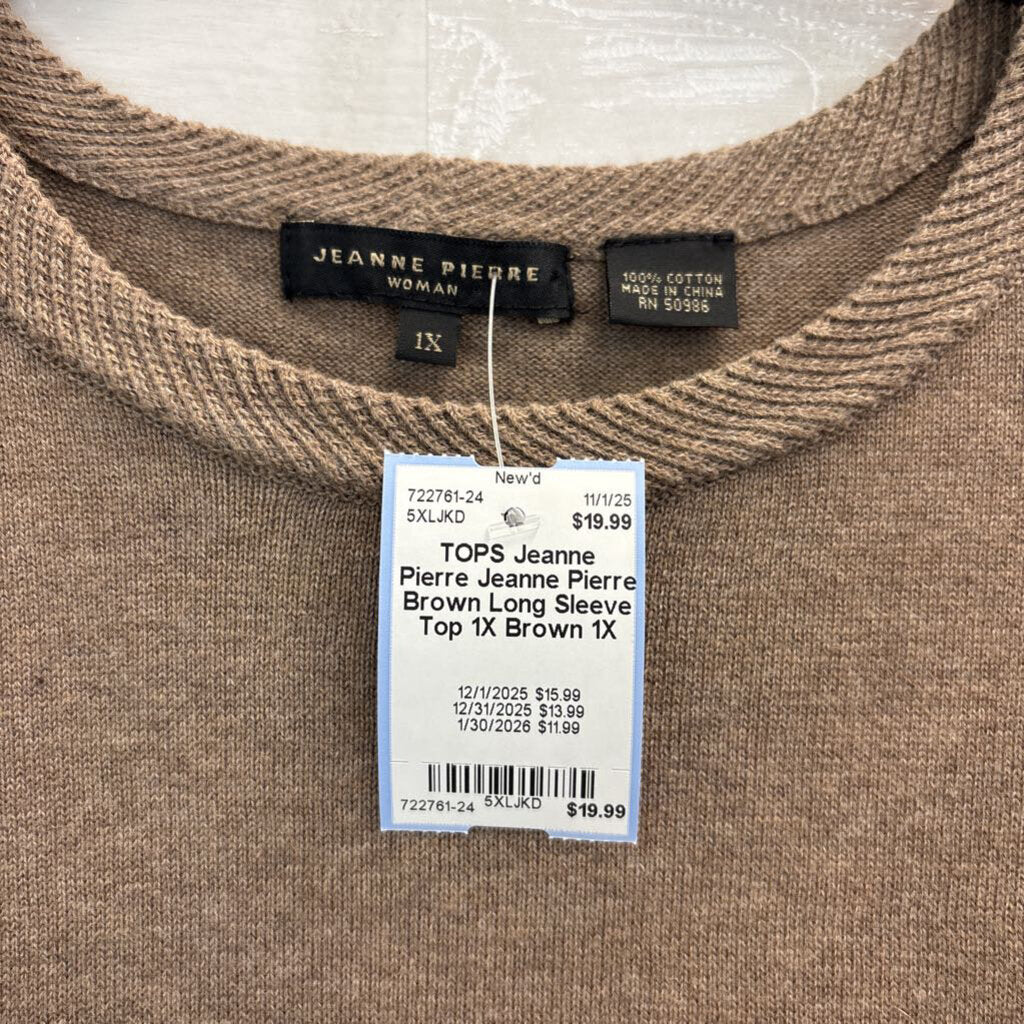 JEANNE PIERRE
WOMAN
1X
100% COTTON
MADE IN CHINA
RN 50986
New'd
722761-24 11/1/25
5XLJKD $19.99
TOPS Jeanne
Pierre Jeanne Pierre
Brown Long Sleeve
Top 1X Brown 1X
12/1/2025 $15.99
12/31/2025 $13.99
1/30/2026 $11.99
722761-24 5XLJKD $19.99